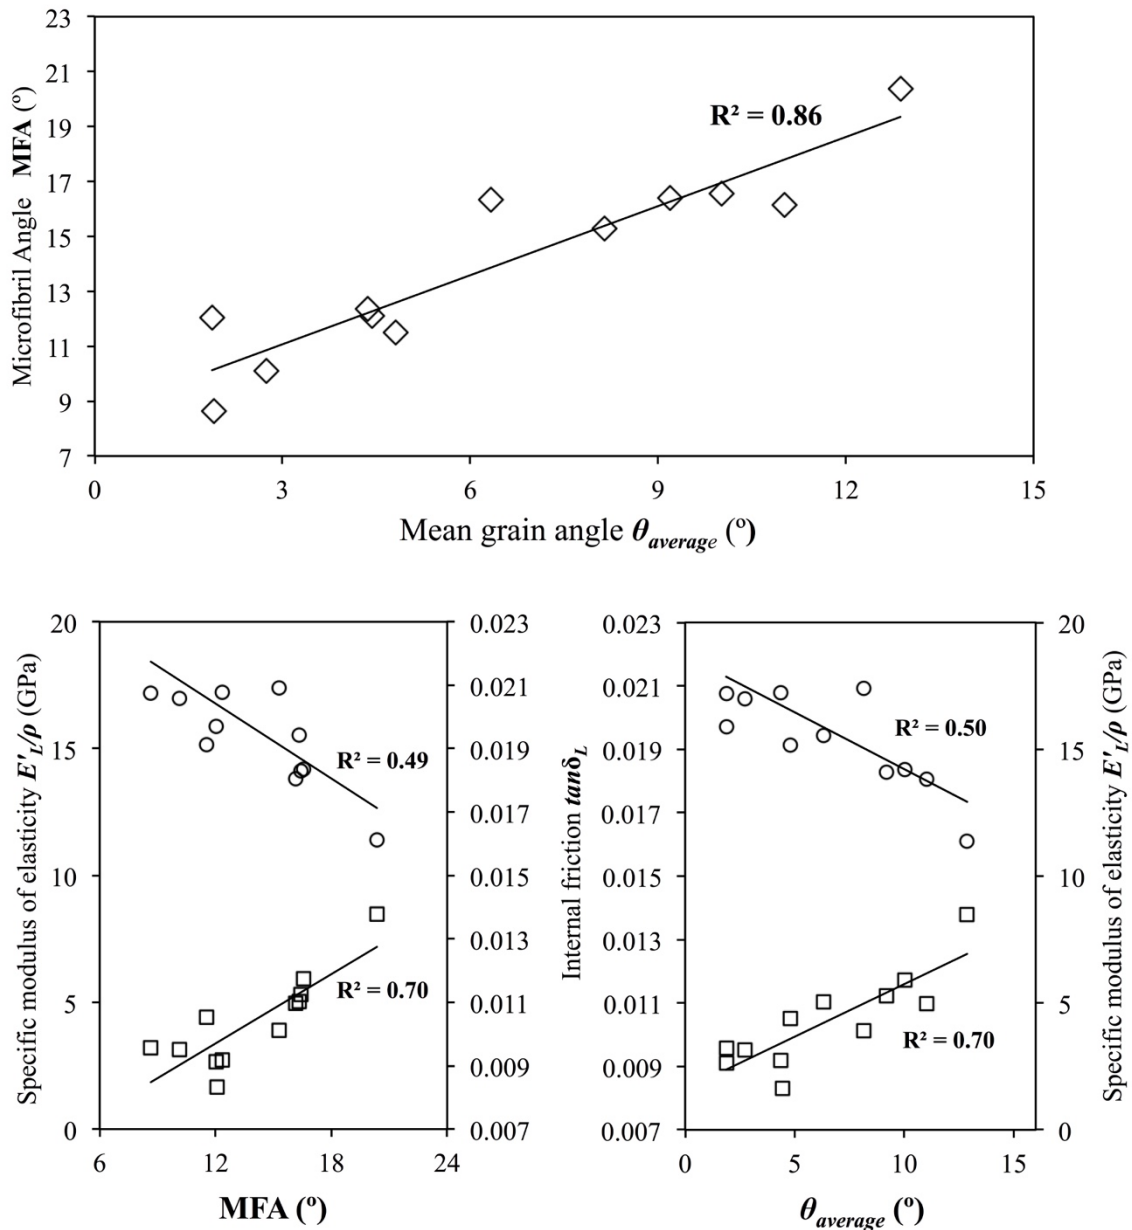 23
21
19
17
15
13
11
9
7
Microfibril Angle MFA (º)
R² = 0.86
0 3 6 9 12 15
Mean grain angle θaverage (º)
20
15
10
5
0
Specific modulus of elasticity E'L/ρ (GPa)
0.023
0.021
0.019
0.017
0.015
0.013
0.011
0.009
0.007
R² = 0.49
R² = 0.70
6 12 18 24
MFA (º)
Internal friction tanδL
0.023
0.021
0.019
0.017
0.015
0.013
0.011
0.009
0.007
R² = 0.50
R² = 0.70
20
15
10
5
0
Specific modulus of elasticity E'L/ρ (GPa)
0 5 10 15
θaverage (º)